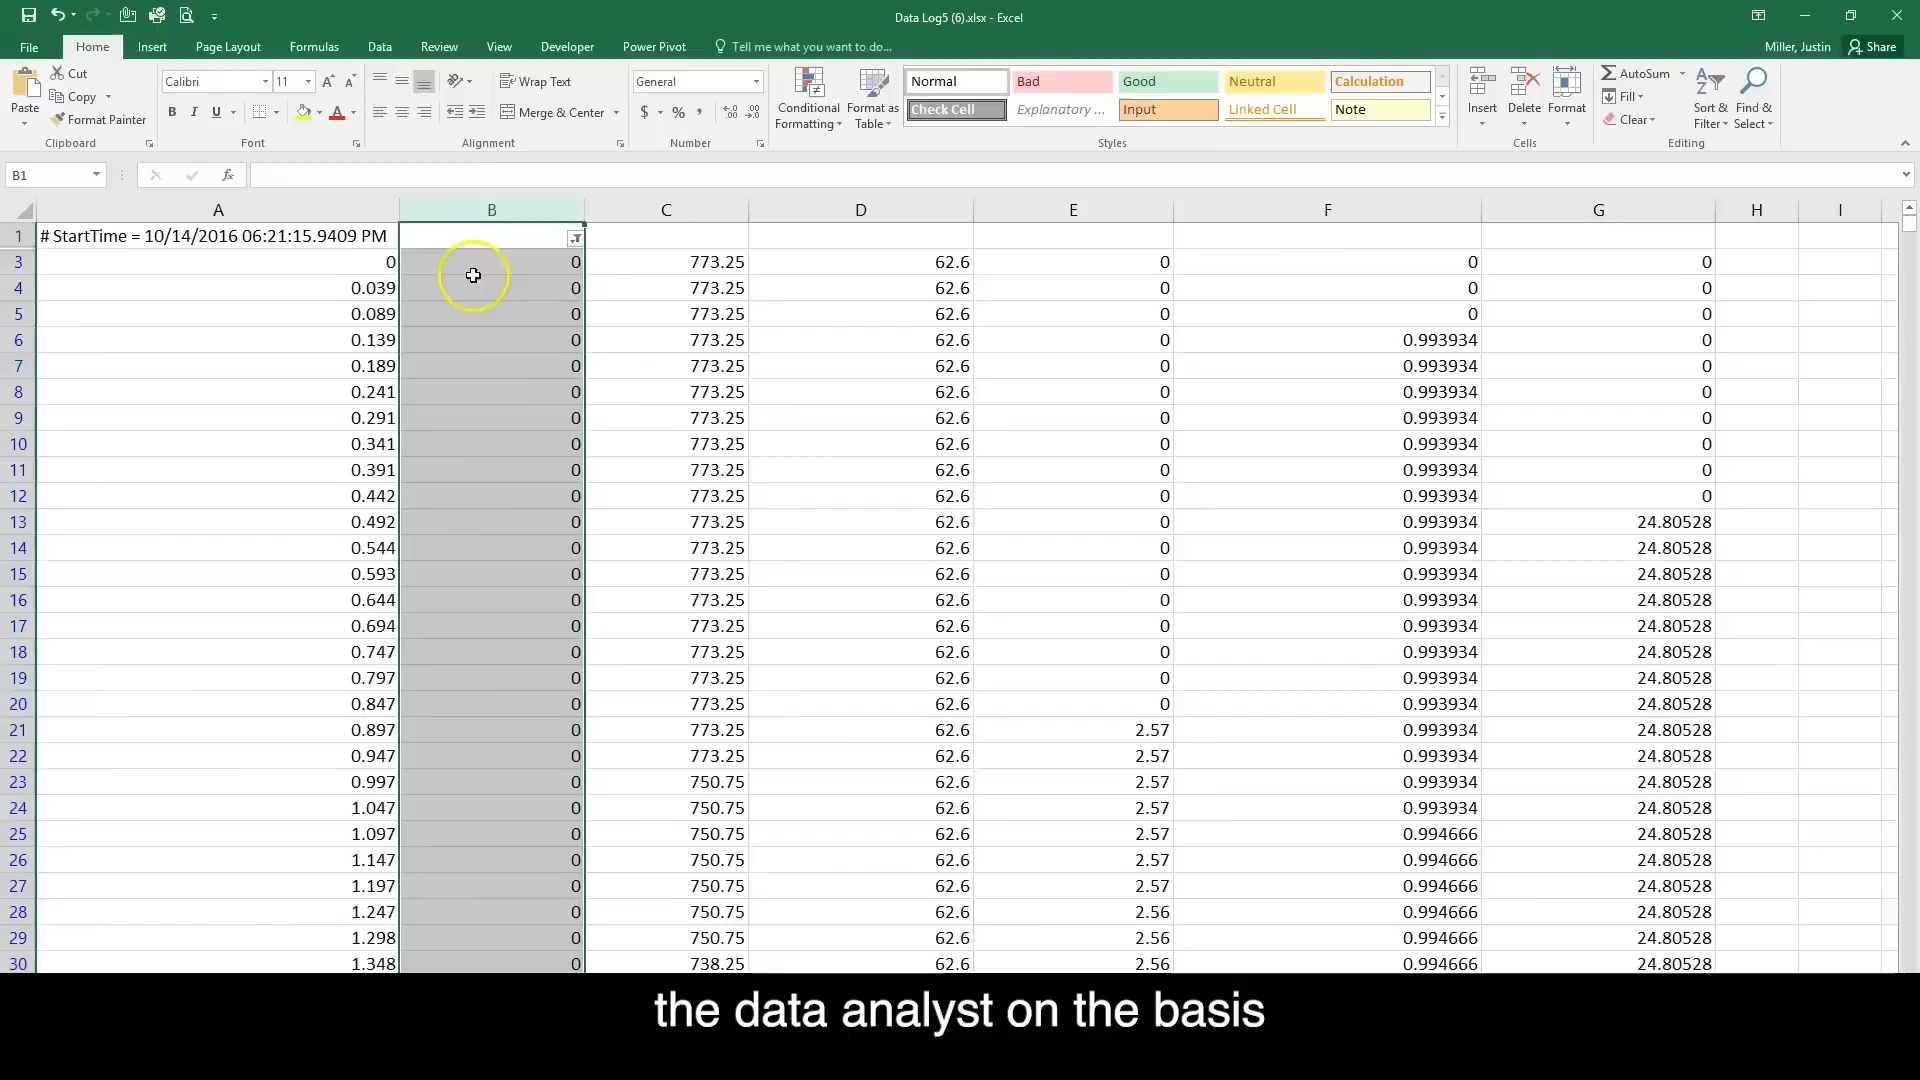 Data Log5 (6).xlsx - Excel
File Home Insert Page Layout Formulas Data Review View Developer Power Pivot Tell me what you want to do... Miller, Justin Share
Paste
Cut
Copy
Format Painter
Clipboard
Calibri 11 A A
B I U A
Font
Wrap Text
Merge & Center
Alignment
General
$ % , .00 .00
Number
Conditional Formatting
Format as Table
Normal Bad Good Neutral Calculation
Check Cell Explanatory ... Input Linked Cell Note
Styles
Insert Delete Format
Cells
AutoSum
Fill
Clear
Sort & Filter
Find & Select
Editing
B1 fx
A B C D E F G H I
1 # StartTime = 10/14/2016 06:21:15.9409 PM
3 0 0 773.25 62.6 0 0 0
4 0.039 0 773.25 62.6 0 0 0
5 0.089 0 773.25 62.6 0 0 0
6 0.139 0 773.25 62.6 0 0.993934 0
7 0.189 0 773.25 62.6 0 0.993934 0
8 0.241 0 773.25 62.6 0 0.993934 0
9 0.291 0 773.25 62.6 0 0.993934 0
10 0.341 0 773.25 62.6 0 0.993934 0
11 0.391 0 773.25 62.6 0 0.993934 0
12 0.442 0 773.25 62.6 0 0.993934 0
13 0.492 0 773.25 62.6 0 0.993934 24.80528
14 0.544 0 773.25 62.6 0 0.993934 24.80528
15 0.593 0 773.25 62.6 0 0.993934 24.80528
16 0.644 0 773.25 62.6 0 0.993934 24.80528
17 0.694 0 773.25 62.6 0 0.993934 24.80528
18 0.747 0 773.25 62.6 0 0.993934 24.80528
19 0.797 0 773.25 62.6 0 0.993934 24.80528
20 0.847 0 773.25 62.6 0 0.993934 24.80528
21 0.897 0 773.25 62.6 2.57 0.993934 24.80528
22 0.947 0 773.25 62.6 2.57 0.993934 24.80528
23 0.997 0 750.75 62.6 2.57 0.993934 24.80528
24 1.047 0 750.75 62.6 2.57 0.993934 24.80528
25 1.097 0 750.75 62.6 2.57 0.994666 24.80528
26 1.147 0 750.75 62.6 2.57 0.994666 24.80528
27 1.197 0 750.75 62.6 2.57 0.994666 24.80528
28 1.247 0 750.75 62.6 2.56 0.994666 24.80528
29 1.298 0 750.75 62.6 2.56 0.994666 24.80528
30 1.348 0 738.25 62.6 2.56 0.994666 24.80528
the data analyst on the basis